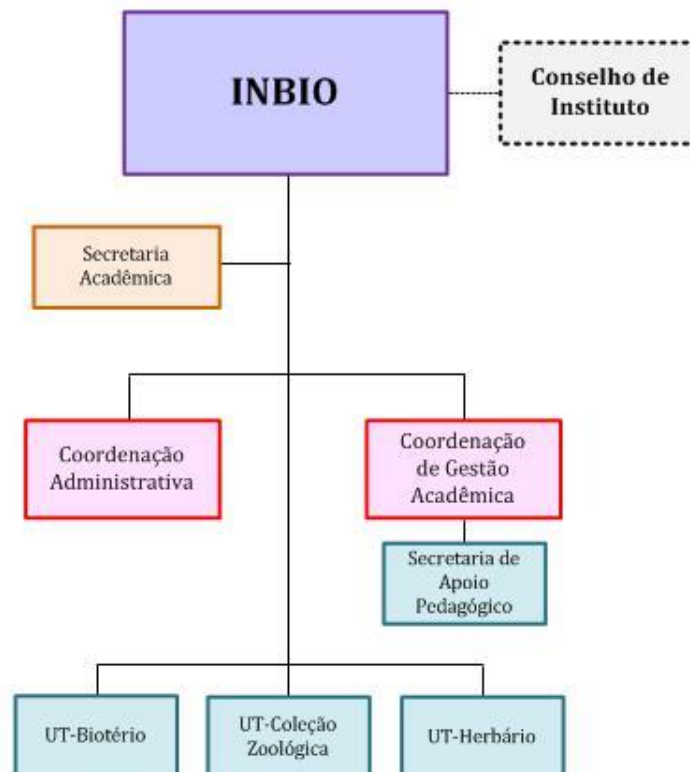 INBIO
Conselho de
Instituto
Secretaria
Acadêmica
Coordenação
Administrativa
Coordenação
de Gestão
Acadêmica
Secretaria de
Apoio
Pedagógico
UT-Biotério
UT-Coleção
Zoológica
UT-Herbário